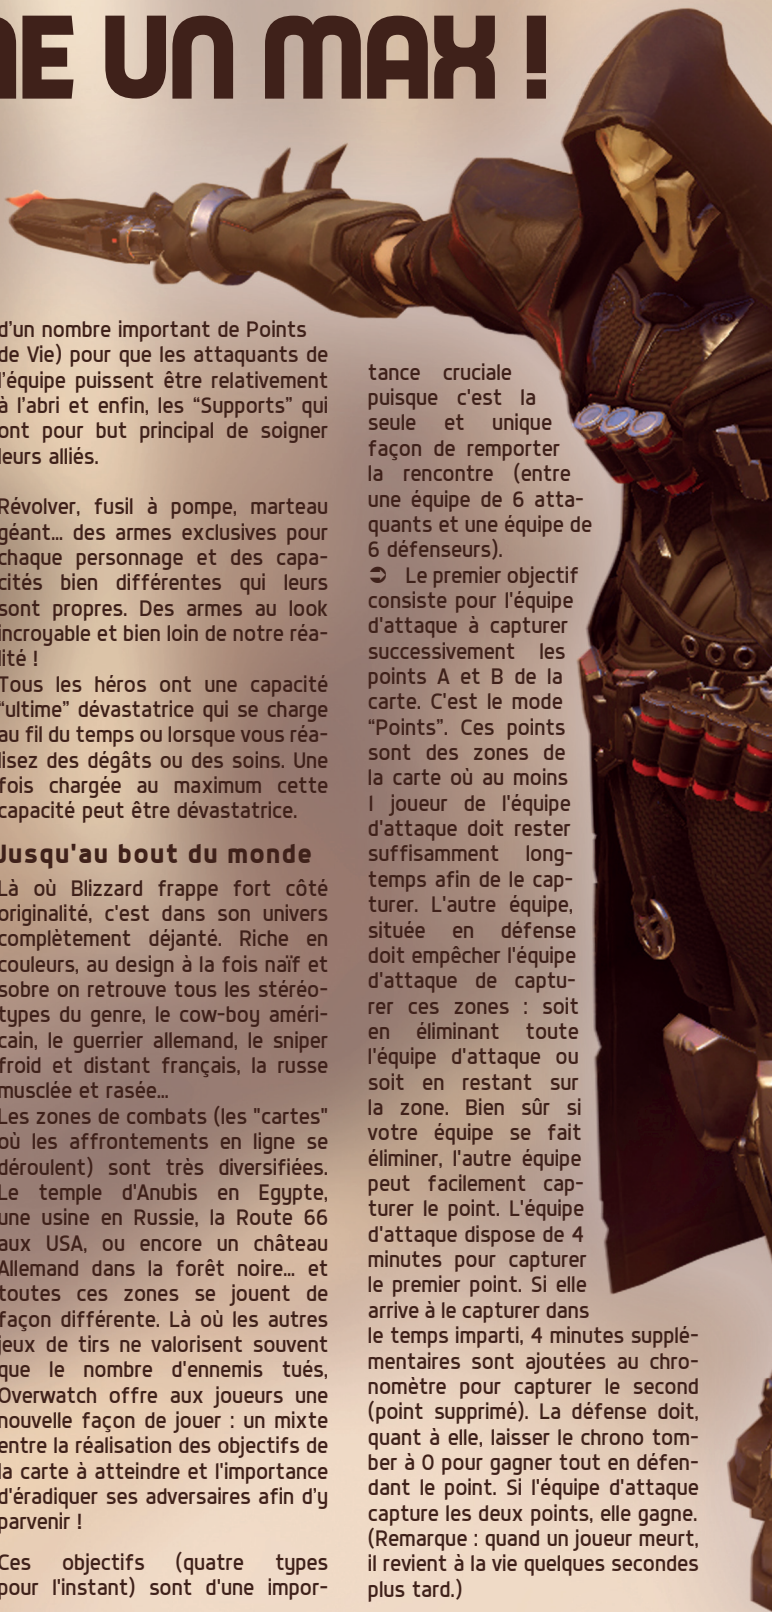 NE UN MAX !
d'un nombre important de Points
de Vie) pour que les attaquants de
l'équipe puissent être relativement
à l'abri et enfin, les “Supports” qui
ont pour but principal de soigner
leurs alliés.
Révolver, fusil à pompe, marteau
géant... des armes exclusives pour
chaque personnage et des capa-
cités bien différentes qui leurs
sont propres. Des armes au look
incroyable et bien loin de notre réa-
lité !
Tous les héros ont une capacité
“ultime” dévastatrice qui se charge
au fil du temps ou lorsque vous réa-
lisez des dégâts ou des soins. Une
fois chargée au maximum cette
capacité peut être dévastatrice.
Jusqu'au bout du monde
Là où Blizzard frappe fort côté
originalité, c'est dans son univers
complètement déjanté. Riche en
couleurs, au design à la fois naïf et
sobre on retrouve tous les stéréo-
types du genre, le cow-boy améri-
cain, le guerrier allemand, le sniper
froid et distant français, la russe
musclée et rasée...
Les zones de combats (les "cartes"
où les affrontements en ligne se
déroulent) sont très diversifiées.
Le temple d'Anubis en Egypte,
une usine en Russie, la Route 66
aux USA, ou encore un château
Allemand dans la forêt noire... et
toutes ces zones se jouent de
façon différente. Là où les autres
jeux de tirs ne valorisent souvent
que le nombre d'ennemis tués,
Overwatch offre aux joueurs une
nouvelle façon de jouer : un mixte
entre la réalisation des objectifs de
la carte à atteindre et l'importance
d'éradiquer ses adversaires afin d'y
parvenir !
Ces objectifs (quatre types
pour l'instant) sont d'une impor-
tance cruciale
puisque c'est la
seule et unique
façon de remporter
la rencontre (entre
une équipe de 6 atta-
quants et une équipe de
6 défenseurs).
➲ Le premier objectif
consiste pour l'équipe
d'attaque à capturer
successivement les
points A et B de la
carte. C'est le mode
“Points”. Ces points
sont des zones de
la carte où au moins
1 joueur de l'équipe
d'attaque doit rester
suffisamment long-
temps afin de le cap-
turer. L'autre équipe,
située en défense
doit empêcher l'équipe
d'attaque de captu-
rer ces zones : soit
en éliminant toute
l'équipe d'attaque ou
soit en restant sur
la zone. Bien sûr si
votre équipe se fait
éliminer, l'autre équipe
peut facilement cap-
turer le point. L'équipe
d'attaque dispose de 4
minutes pour capturer
le premier point. Si elle
arrive à le capturer dans
le temps imparti, 4 minutes supplé-
mentaires sont ajoutées au chro-
nomètre pour capturer le second
(point supprimé). La défense doit,
quant à elle, laisser le chrono tom-
ber à 0 pour gagner tout en défen-
dant le point. Si l'équipe d'attaque
capture les deux points, elle gagne.
(Remarque : quand un joueur meurt,
il revient à la vie quelques secondes
plus tard.)